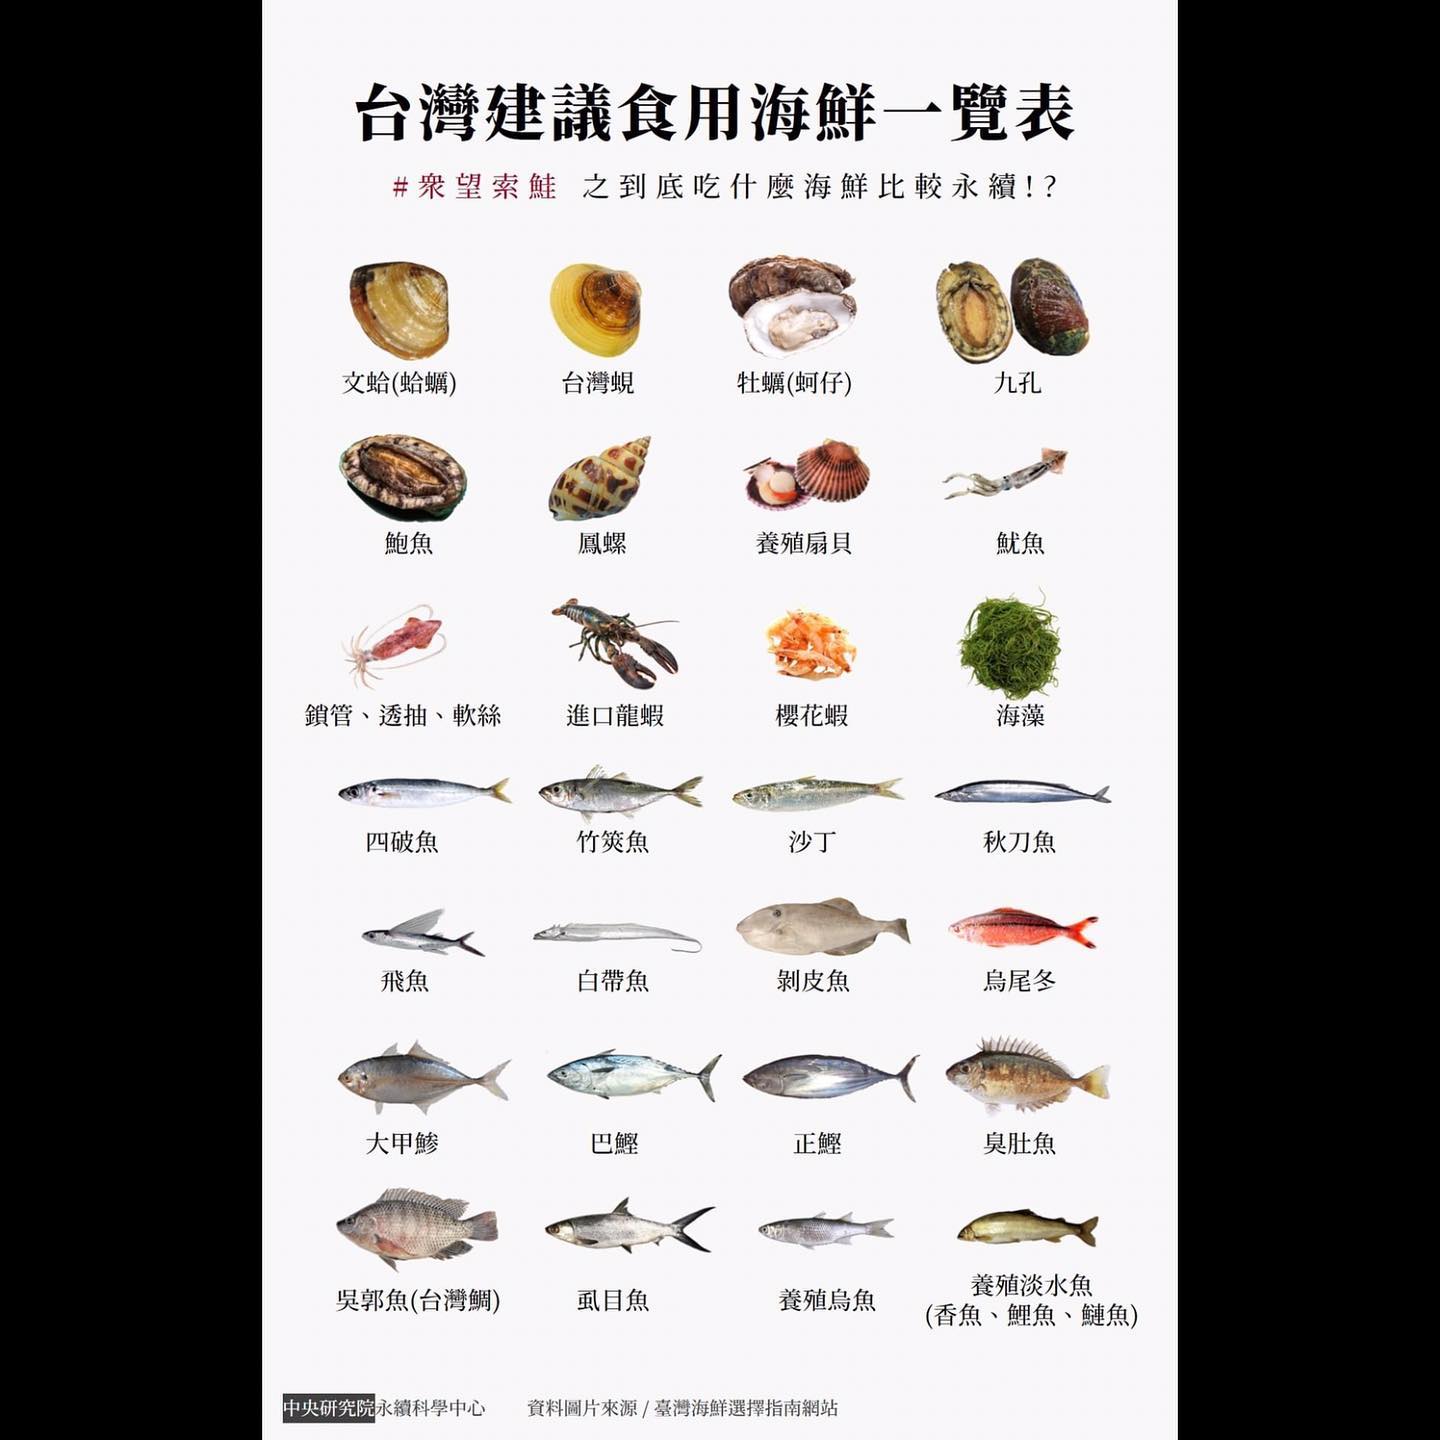 台灣建議食用海鮮一覽表
#衆望索鮭 之到底吃什麼海鮮比較永續!?
文蛤(蛤蠣)
台灣蜆
牡蠣(蚵仔)
九孔
鮑魚
鳳螺
養殖扇貝
魷魚
鎖管、透抽、軟絲
進口龍蝦
櫻花蝦
海藻
四破魚
竹筴魚
沙丁
秋刀魚
飛魚
白帶魚
剝皮魚
烏尾冬
大甲鰺
巴鰹
正鰹
臭肚魚
吳郭魚(台灣鯛)
虱目魚
養殖烏魚
養殖淡水魚
(香魚、鯉魚、鰱魚)
中央研究院永續科學中心
資料圖片來源 / 臺灣海鮮選擇指南網站